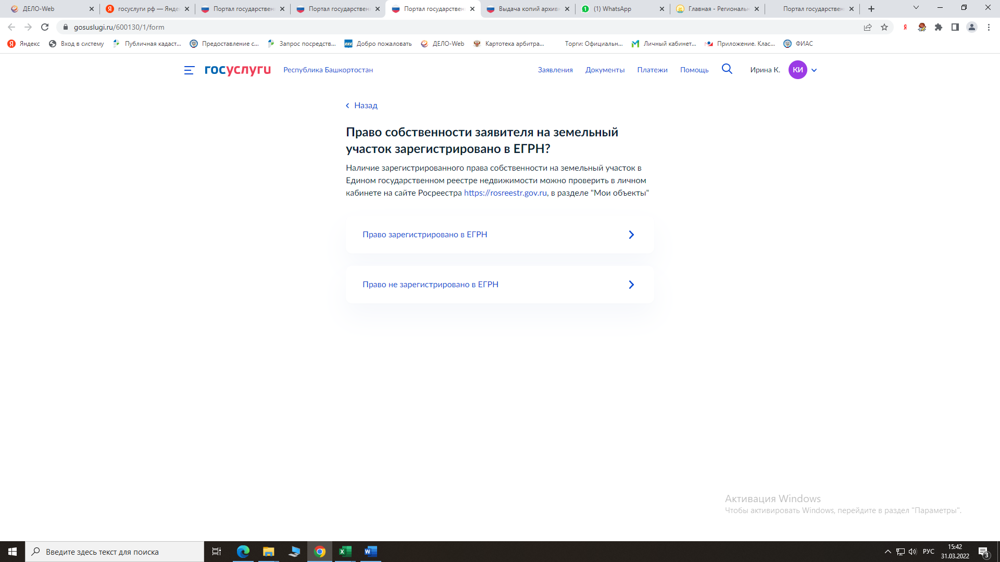 ДЕЛО-Web
госуслуги рф — Янде
Портал государствен
Портал государствен
Портал государствен
Выдача копий архивн
(1) WhatsApp
Главная - Региональн
Портал государствен
gosuslugi.ru/600130/1/form
Яндекс
Вход в систему
Публичная кадаст...
Предоставление с...
Запрос посредств...
Добро пожаловать
ДЕЛО-Web
Картотека арбитра...
Торги: Официальн...
Личный кабинет...
Приложение. Клас...
ФИАС
госуслуги
Республика Башкортостан
Заявления
Документы
Платежи
Помощь
Ирина К.
КИ
Назад
Право собственности заявителя на земельный
участок зарегистрировано в ЕГРН?
Наличие зарегистрированного права собственности на земельный участок в
Едином государственном реестре недвижимости можно проверить в личном
кабинете на сайте Росреестра https://rosreestr.gov.ru, в разделе "Мои объекты"
Право зарегистрировано в ЕГРН
Право не зарегистрировано в ЕГРН
Активация Windows
Чтобы активировать Windows, перейдите в раздел "Параметры".
Введите здесь текст для поиска
РУС
15:42
31.03.2022
3